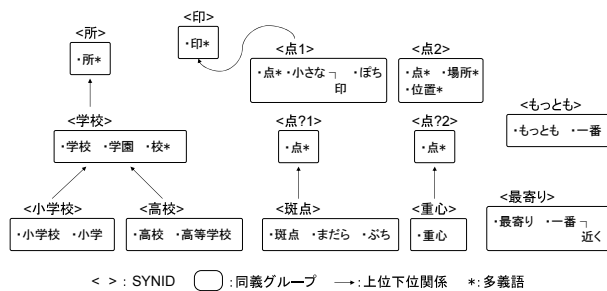 <所>
・所*
<印>
・印*
<点1>
・点* ・小さな┐ ・ぽち
印
<点2>
・点* ・場所*
・位置*
<学校>
・学校 ・学園 ・校*
<点?1>
・点*
<点?2>
・点*
<もっとも>
・もっとも ・一番
<小学校>
・小学校 ・小学
<高校>
・高校 ・高等学校
<斑点>
・斑点 ・まだら ・ぶち
<重心>
・重心
<最寄り>
・最寄り ・一番┐
近く
< > : SYNID :同義グループ →:上位下位関係 *:多義語